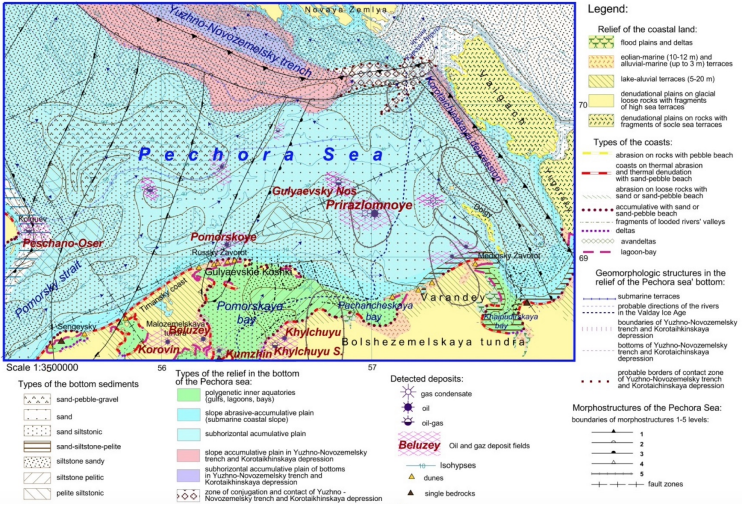 Novaya Zemlya
Yuzhno-Novozemelsky trench
Vaigach
Korotaichinskaya depression
Yugorsky
Pechora Sea
Gulyaevsky Nos
Prirazlomnoye
Kolguev
Peschano-Oser
Pomorskoye
Russky Zavorot
Medinsky Zavorot
Gulyaevskie Koshki
Pomorsky strait
Timansky coast
Pomorskaya bay
Pachancheskaya bay
Varandey
Sengeysky
Malozemelskaya tundra
Khaipudirskaya bay
Beluzey
Khylchuyu
Bolshezemelskaya tundra
Korovin
Kumzhin
Khylchuyu S.
70
69
Scale 1:3500000
56
57
Legend:
Relief of the coastal land:
flood plains and deltas
eolian-marine (10-12 m) and
alluvial-marine (up to 3 m) terraces
lake-aluvial terraces (5-20 m)
denudational plains on glacial
loose rocks with fragments
of high sea terraces
denudational plains on rocks with
fragments of socle sea terraces
Types of the coasts:
abrasion on rocks with pebble beach
coasts on thermal abrasion
and thermal denudation
with sand-pebble beach
abrasion on loose rocks with
sand or sand-pebble beach
accumulative with sand or
sand-pebble beach
fragments of looded rivers' valleys
deltas
avandeltas
lagoon-bay
Geomorphologic structures in the
relief of the Pechora sea' bottom:
submarine terraces
probable directions of the rivers
in the Valday Ice Age
boundaries of Yuzhno-Novozemelsky
trench and Korotaihkinskaya
depression
bottoms of Yuzhno-Novozemelsky
trench and Korotaichinskaya
depression
probable borders of contact zone
of Yuzhno-Novozemelsky trench
and Korotaichinskaya depression
Types of the bottom sediments
sand-pebble-gravel
sand
sand siltstonic
sand-siltstone-pelite
siltstone sandy
siltstone pelitic
pelite siltstonic
Types of the relief in the bottom
of the Pechora sea:
polygenetic inner aquatories
(gulfs, lagoons, bays)
slope abrasive-accumulative plain
(submarine coastal slope)
subhorizontal acumulative plain
slope accumulative plain in Yuzhno-Novozemelsky
trench and Korotaihkinskaya depression
subhorizontal accumulative plain of bottoms
in Yuzhno-Novozemelsky trench and
Korotaichinskaya depression
zone of conjugation and contact of Yuzhno -
Novozemelsky trench and Korotaichinskaya depression
Detected deposits:
gas condensate
oil
oil-gas
Beluzey
Oil and gaz deposit fields
10
Isohypses
dunes
single bedrocks
Morphostructures of the Pechora Sea:
boundaries of morphostructures 1-5 levels:
1
2
3
4
5
fault zones